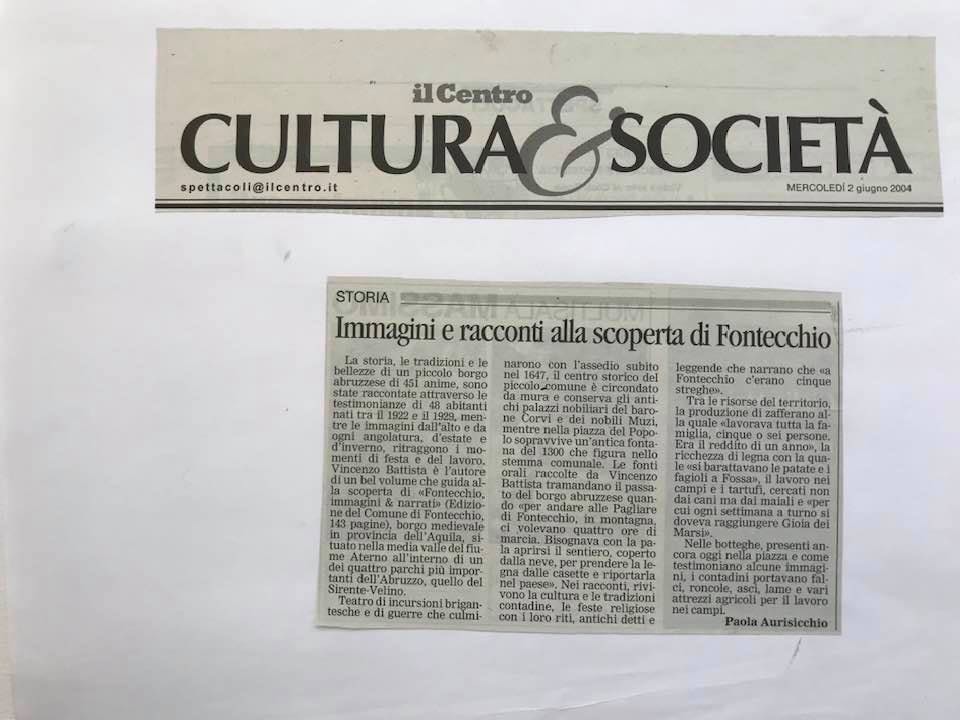 il Centro
CULTURA & SOCIETÀ
spettacoli@ilcentro.it
MERCOLEDÌ 2 giugno 2004
STORIA
Immagini e racconti alla scoperta di Fontecchio
La storia, le tradizioni e le
bellezze di un piccolo borgo
abruzzese di 451 anime, sono
state raccontate attraverso le
testimonianze di 48 abitanti
nati tra il 1922 e il 1929, men-
tre le immagini dall'alto e da
ogni angolatura, d'estate e
d'inverno, ritraggono i mo-
menti di festa e del lavoro.
Vincenzo Battista è l'autore
di un bel volume che guida al-
la scoperta di «Fontecchio,
immagini & narrati» (Edizio-
ne del Comune di Fontecchio,
143 pagine), borgo medievale
in provincia dell'Aquila, si-
tuato nella media valle del fiu-
me Aterno all'interno di un
dei quattro parchi più impor-
tanti dell'Abruzzo, quello del
Sirente-Velino.
Teatro di incursioni brigan-
tesche e di guerre che culmi-
narono con l'assedio subito
nel 1647, il centro storico del
piccolo comune è circondato
da mura e conserva gli anti-
chi palazzi nobiliari del baro-
ne Corvi e dei nobili Muzi,
mentre nella piazza del Popo-
lo sopravvive un'antica fonta-
na del 1300 che figura nello
stemma comunale. Le fonti
orali raccolte da Vincenzo
Battista tramandano il passa-
to del borgo abruzzese quan-
do «per andare alle Pagliare
di Fontecchio, in montagna,
ci volevano quattro ore di
marcia. Bisognava con la pa-
la aprirsi il sentiero, coperto
dalla neve, per prendere la le-
gna dalle casette e riportarla
nel paese». Nei racconti, rivi-
vono la cultura e le tradizioni
contadine, le feste religiose
con i loro riti, antichi detti e
leggende che narrano che «a
Fontecchio c'erano cinque
streghe».
Tra le risorse del territorio,
la produzione di zafferano al-
la quale «lavorava tutta la fa-
miglia, cinque o sei persone.
Era il reddito di un anno», la
ricchezza di legna con la qua-
le «si barattavano le patate e i
fagioli a Fossa», il lavoro nei
campi e i tartufi, cercati non
dai cani ma dai maiali e «per
cui ogni settimana a turno si
doveva raggiungere Gioia dei
Marsi».
Nelle botteghe, presenti an-
cora oggi nella piazza e come
testimoniano alcune immagi-
ni, i contadini portavano fal-
ci, roncole, asci, lame e vari
attrezzi agricoli per il lavoro
nei campi.
Paola Aurisicchio